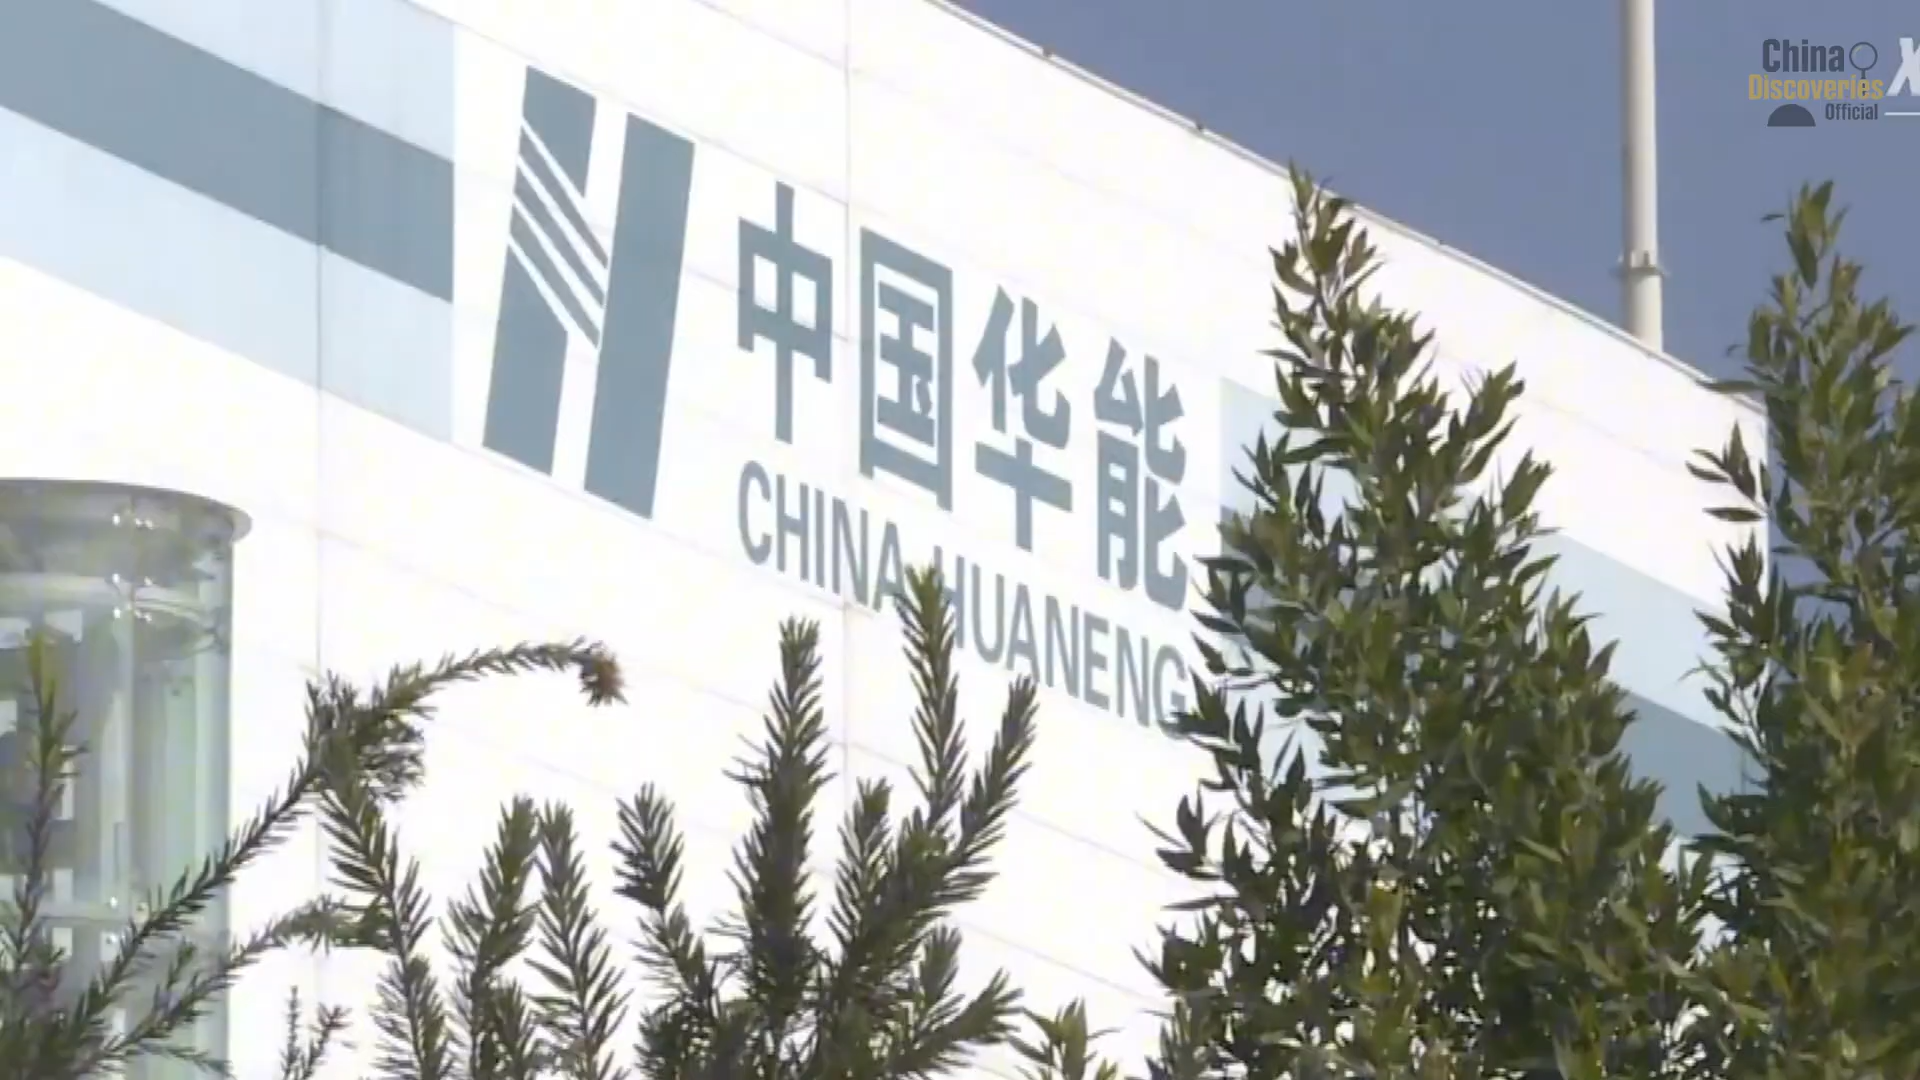 中国华能
CHINA HUANENG
China
Discoveries
Official
X